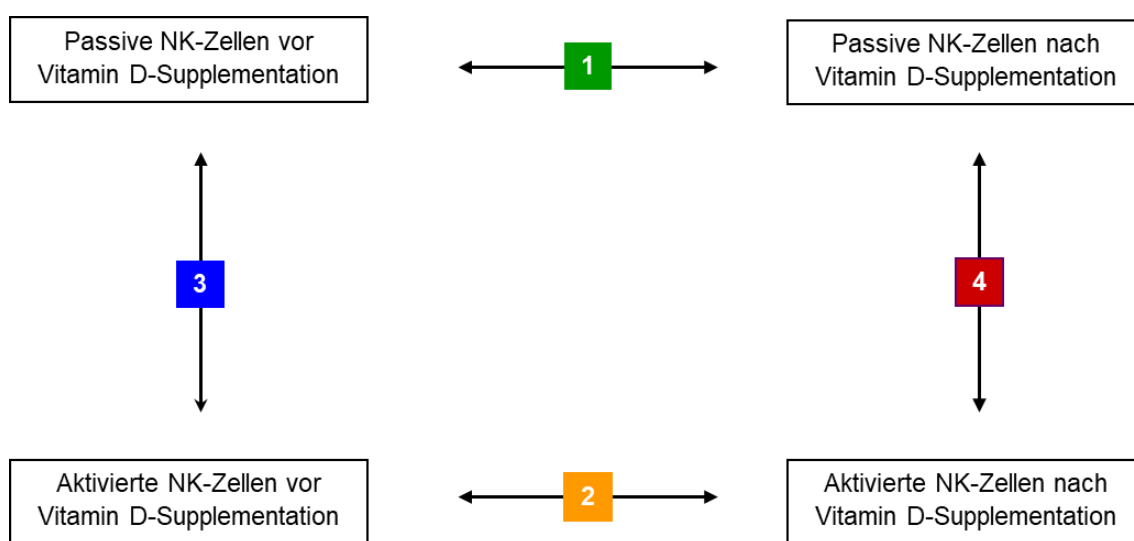 Passive NK-Zellen vor
Vitamin D-Supplementation
1
Passive NK-Zellen nach
Vitamin D-Supplementation
3
4
Aktivierte NK-Zellen vor
Vitamin D-Supplementation
2
Aktivierte NK-Zellen nach
Vitamin D-Supplementation